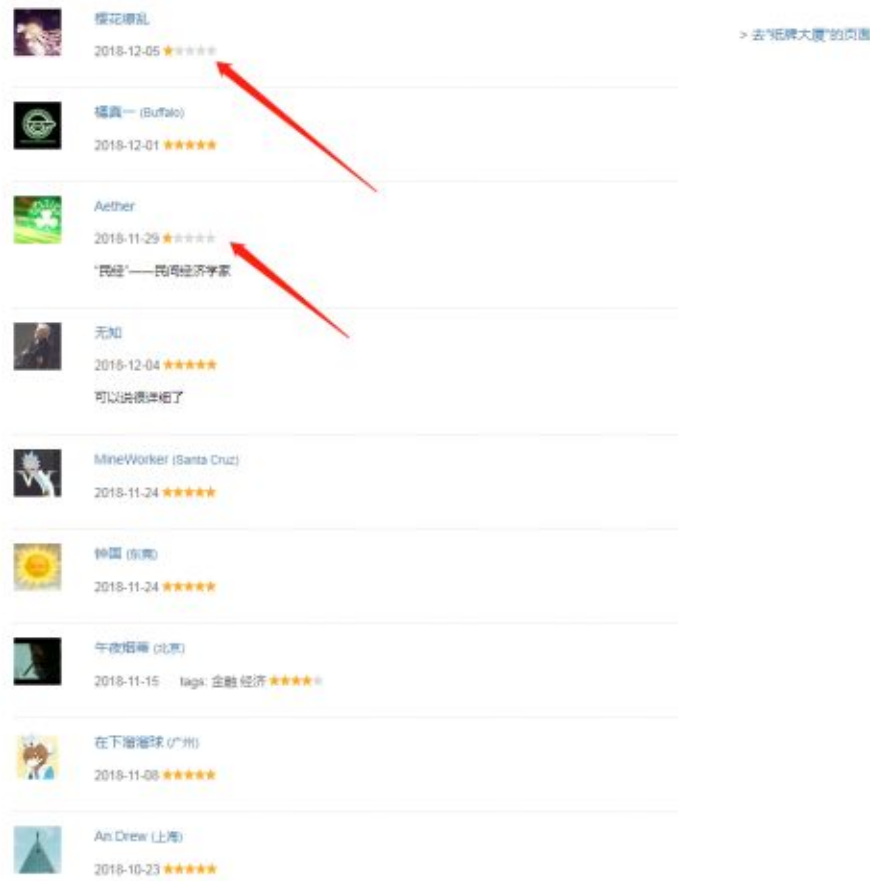 樱花缭乱
2018-12-05
> 去"纸牌大厦"的页面
橘真一 (Buffalo)
2018-12-01
Aether
2018-11-29
"民经"——民间经济学家
无知
2018-12-04
可以说很详细了
MineWorker (Santa Cruz)
2018-11-24
钟国 (东莞)
2018-11-24
午夜烟蒂 (北京)
2018-11-15 tags: 金融 经济
在下溜溜球 (广州)
2018-11-08
An.Drew (上海)
2018-10-23